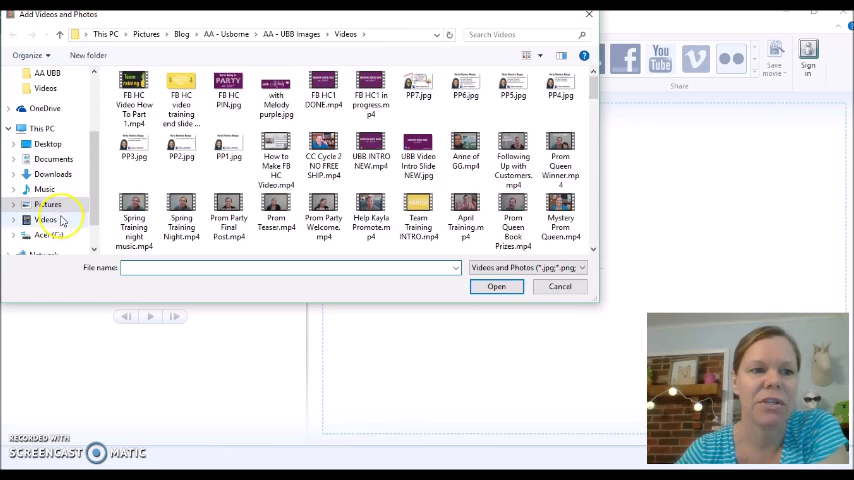 Add Videos and Photos
This PC > Pictures > Blog > AA - Usborne > AA - UBB Images > Videos
Search Videos
Organize
New folder
AA UBB
Videos
OneDrive
This PC
Desktop
Documents
Downloads
Music
Pictures
Videos
Acer (C:)
FB HC Video How To Part 1.mp4
FB HC video training end slide ...
FB HC PIN.jpg
with Melody purple.jpg
FB HC1 DONE.mp4
FB HC1 in progress.mp4
PP7.jpg
PP6.jpg
PP5.jpg
PP4.jpg
PP3.jpg
PP2.jpg
PP1.jpg
How to Make FB HC Video.mp4
CC Cycle 2 NO FREE SHIP.mp4
UBB INTRO NEW.mp4
UBB Video Intro Slide NEW.jpg
Anne of GG.mp4
Following Up with Customers.mp4
Prom Queen Winner.mp4
Spring Training night music.mp4
Spring Training Night.mp4
Prom Party Final Post.mp4
Prom Teaser.mp4
Prom Party Welcome.mp4
Help Kayla Promote.mp4
Team Training INTRO.mp4
April Training.mp4
Prom Queen Book Prizes.mp4
Mystery Prom Queen.mp4
File name:
Videos and Photos (*.jpg;*.png;
Open
Cancel
You Tube
Save movie
Sign in
Share
RECORDED WITH
SCREENCAST MATIC